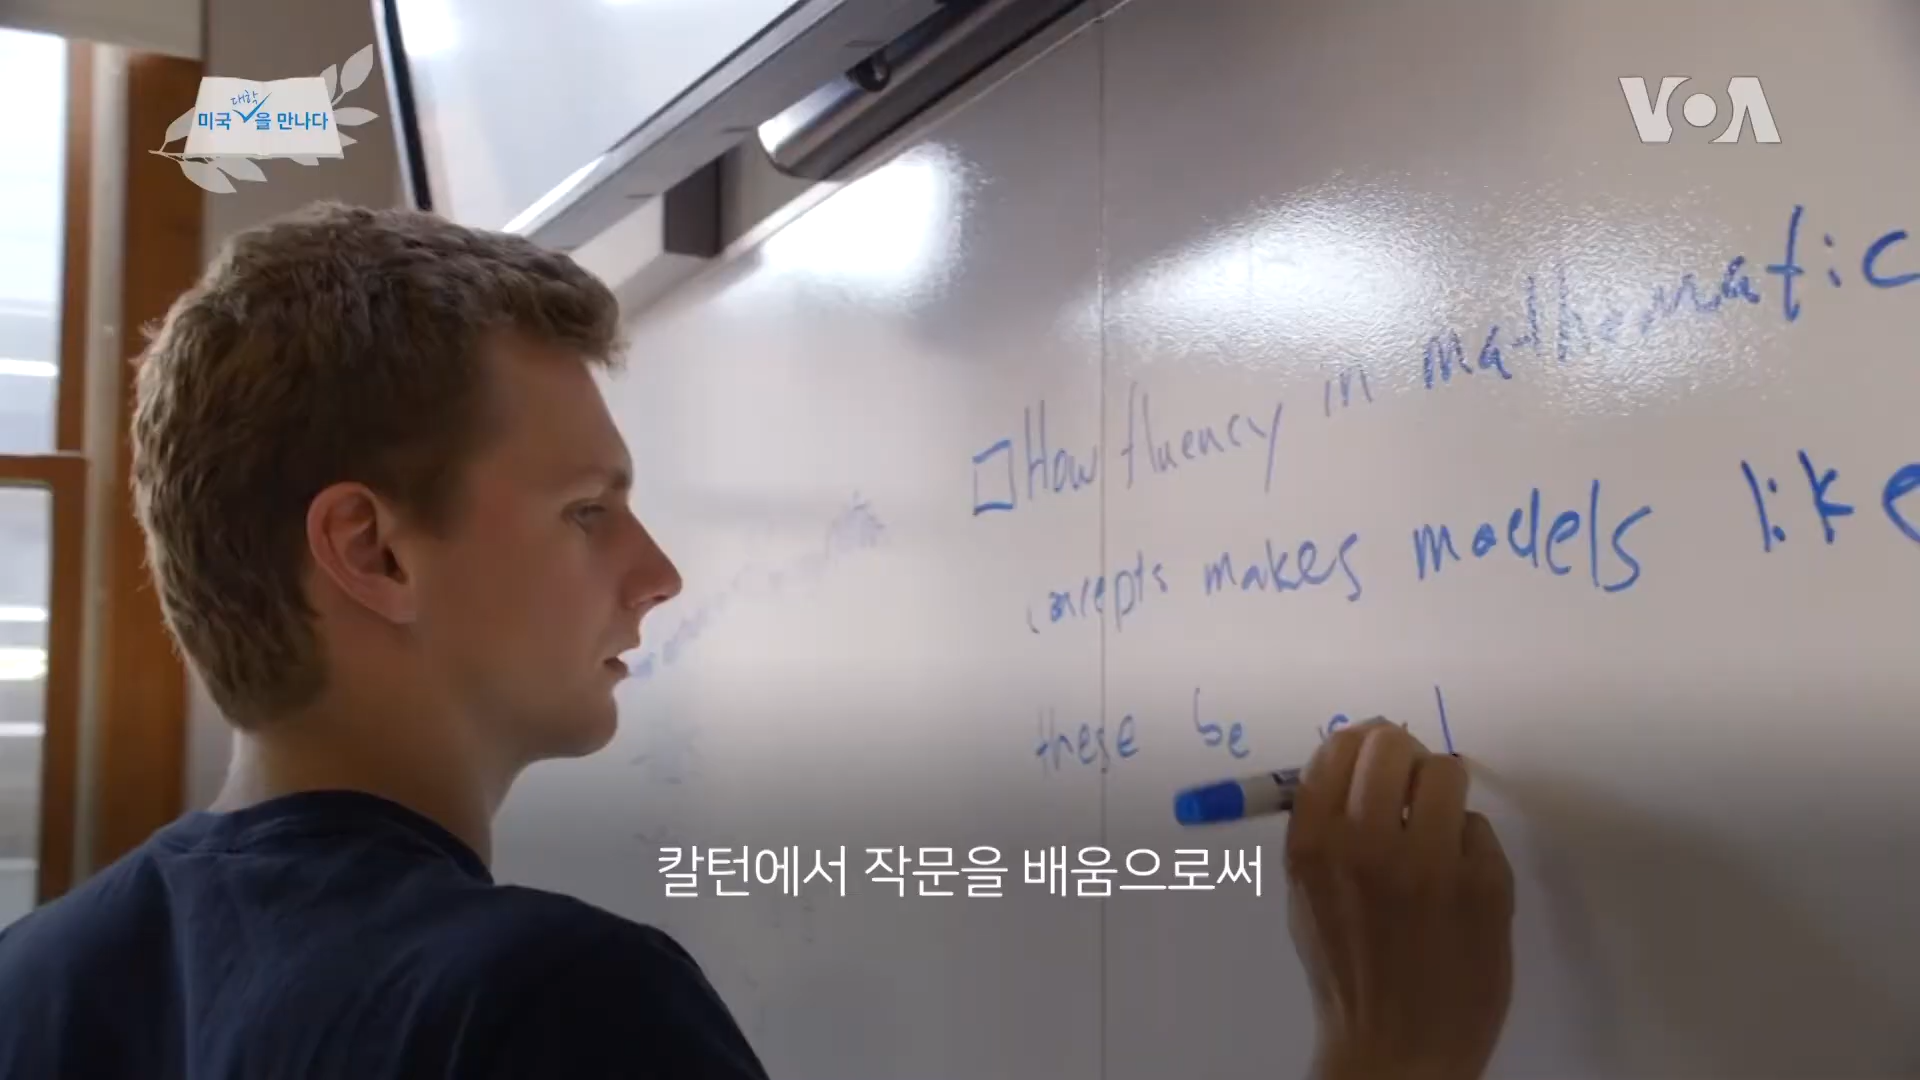 대학
미국 을 만나다
VOA
How fluency in mathematic
concepts makes models like
these be
칼턴에서 작문을 배움으로써